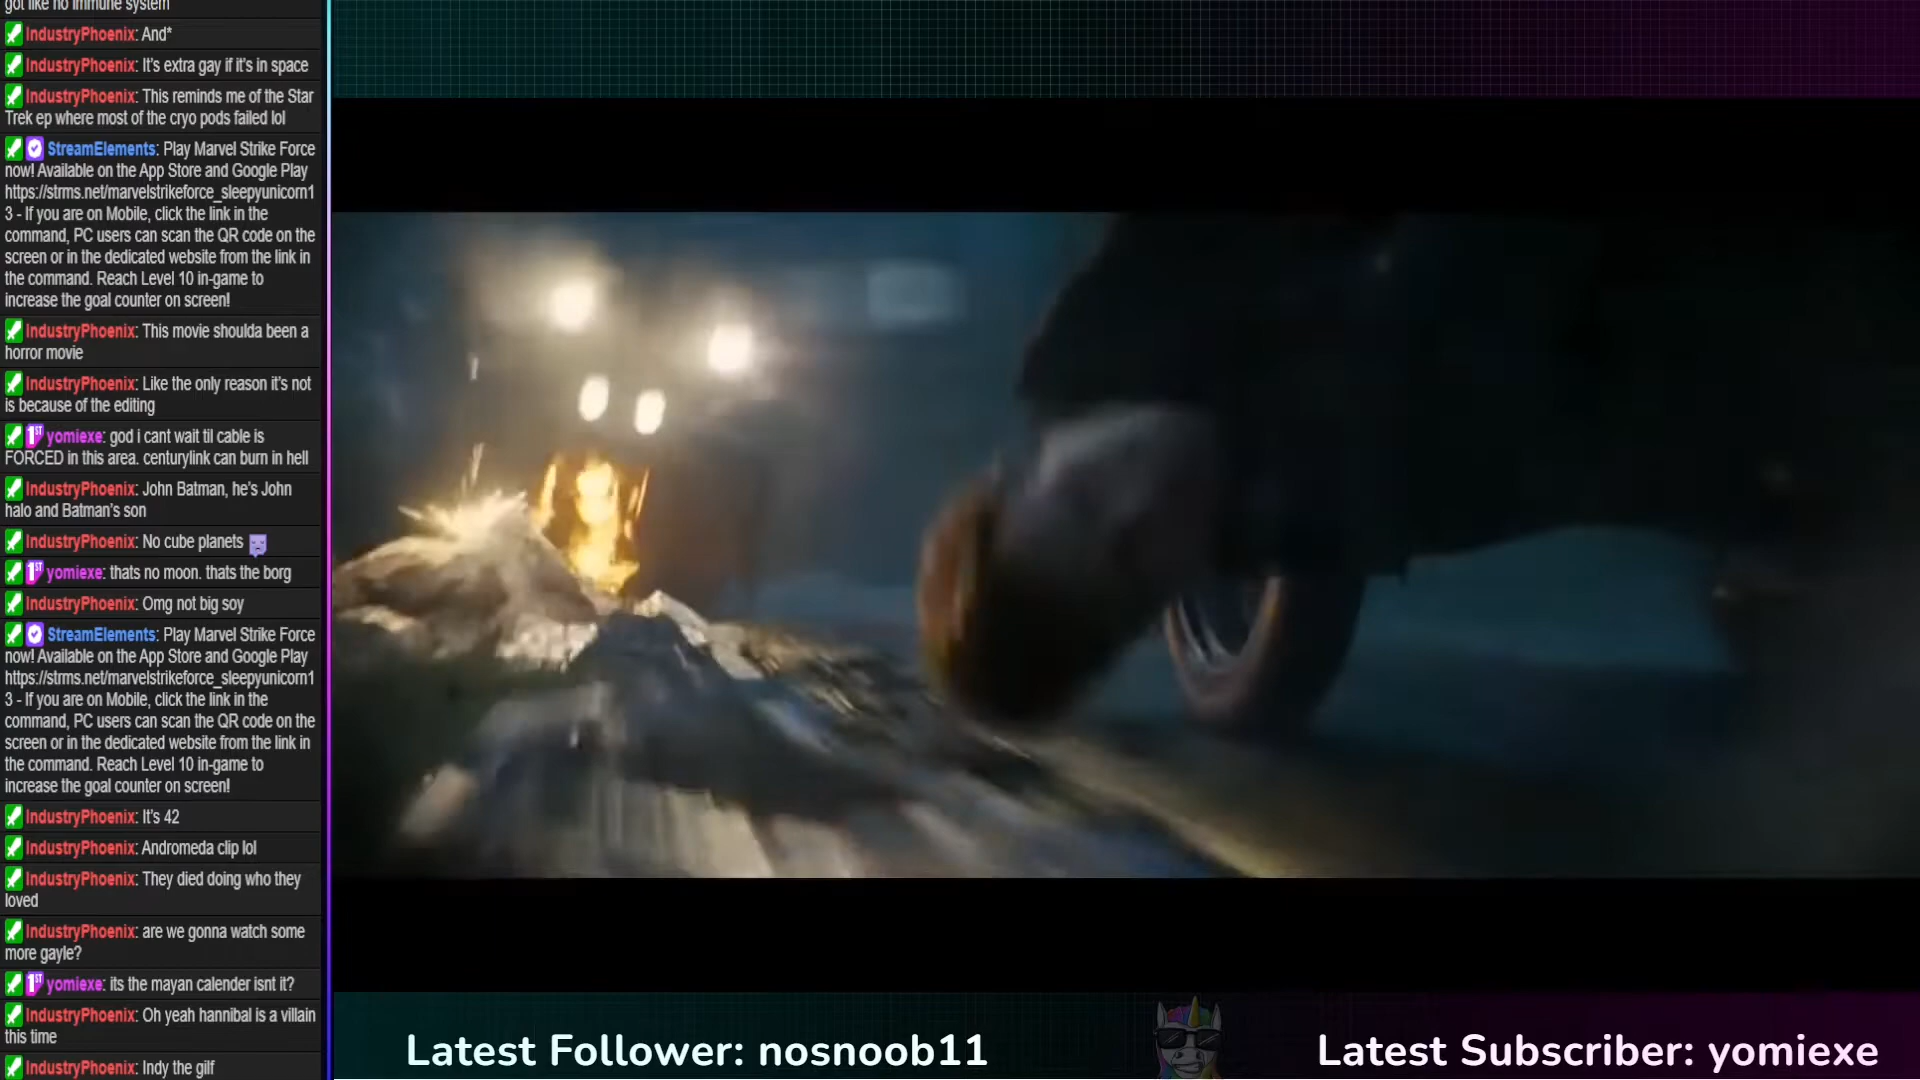 got like no immune system
IndustryPhoenix: And*
IndustryPhoenix: It's extra gay if it's in space
IndustryPhoenix: This reminds me of the Star
Trek ep where most of the cryo pods failed lol
StreamElements: Play Marvel Strike Force
now! Available on the App Store and Google Play
https://strms.net/marvelstrikeforce_sleepyunicorn1
3 - If you are on Mobile, click the link in the
command, PC users can scan the QR code on the
screen or in the dedicated website from the link in
the command. Reach Level 10 in-game to
increase the goal counter on screen!
IndustryPhoenix: This movie shoulda been a
horror movie
IndustryPhoenix: Like the only reason it's not
is because of the editing
1ST yomiexe: god i cant wait til cable is
FORCED in this area. centurylink can burn in hell
IndustryPhoenix: John Batman, he's John
halo and Batman's son
IndustryPhoenix: No cube planets
1ST yomiexe: thats no moon. thats the borg
IndustryPhoenix: Omg not big soy
StreamElements: Play Marvel Strike Force
now! Available on the App Store and Google Play
https://strms.net/marvelstrikeforce_sleepyunicorn1
3 - If you are on Mobile, click the link in the
command, PC users can scan the QR code on the
screen or in the dedicated website from the link in
the command. Reach Level 10 in-game to
increase the goal counter on screen!
IndustryPhoenix: It's 42
IndustryPhoenix: Andromeda clip lol
IndustryPhoenix: They died doing who they
loved
IndustryPhoenix: are we gonna watch some
more gayle?
1ST yomiexe: its the mayan calender isnt it?
IndustryPhoenix: Oh yeah hannibal is a villain
this time
IndustryPhoenix: Indy the gilf
Latest Follower: nosnoob11
Latest Subscriber: yomiexe